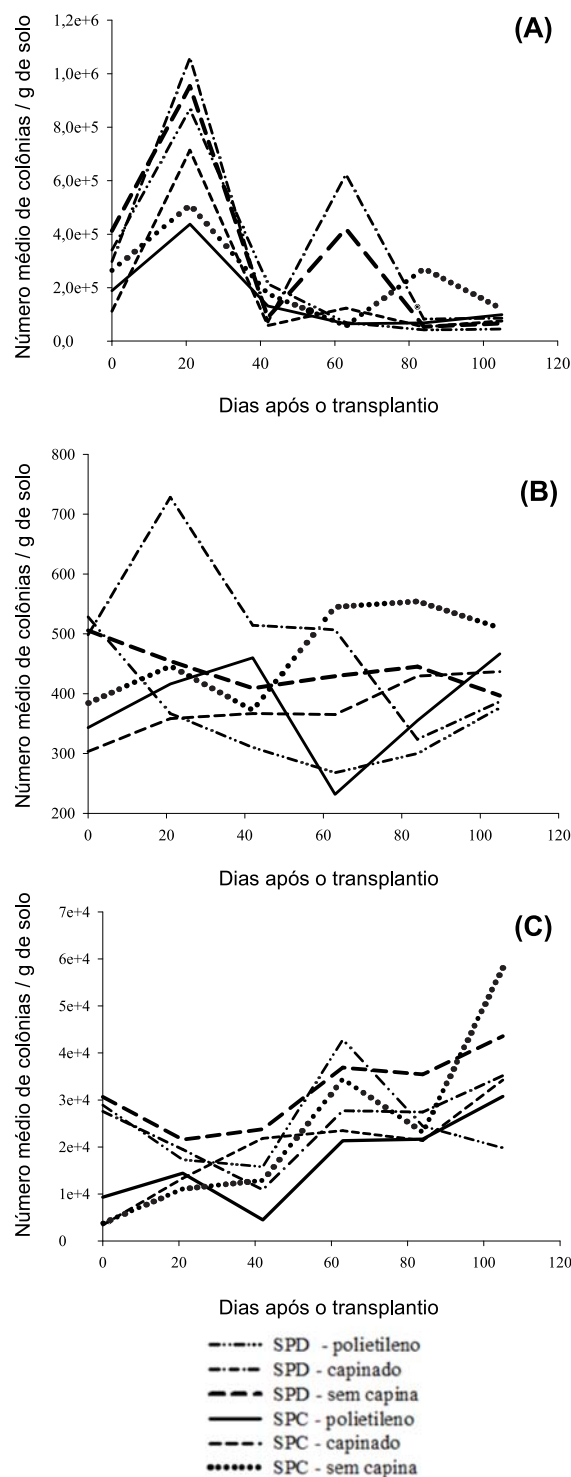 (A)
Número médio de colônias / g de solo
1,2e+6
1,0e+6
8,0e+5
6,0e+5
4,0e+5
2,0e+5
0,0
0 20 40 60 80 100 120
Dias após o transplantio
(B)
Número médio de colônias / g de solo
800
700
600
500
400
300
200
0 20 40 60 80 100 120
Dias após o transplantio
(C)
Número médio de colônias / g de solo
7e+4
6e+4
5e+4
4e+4
3e+4
2e+4
1e+4
0
0 20 40 60 80 100 120
Dias após o transplantio
SPD - polietileno
SPD - capinado
SPD - sem capina
SPC - polietileno
SPC - capinado
SPC - sem capina